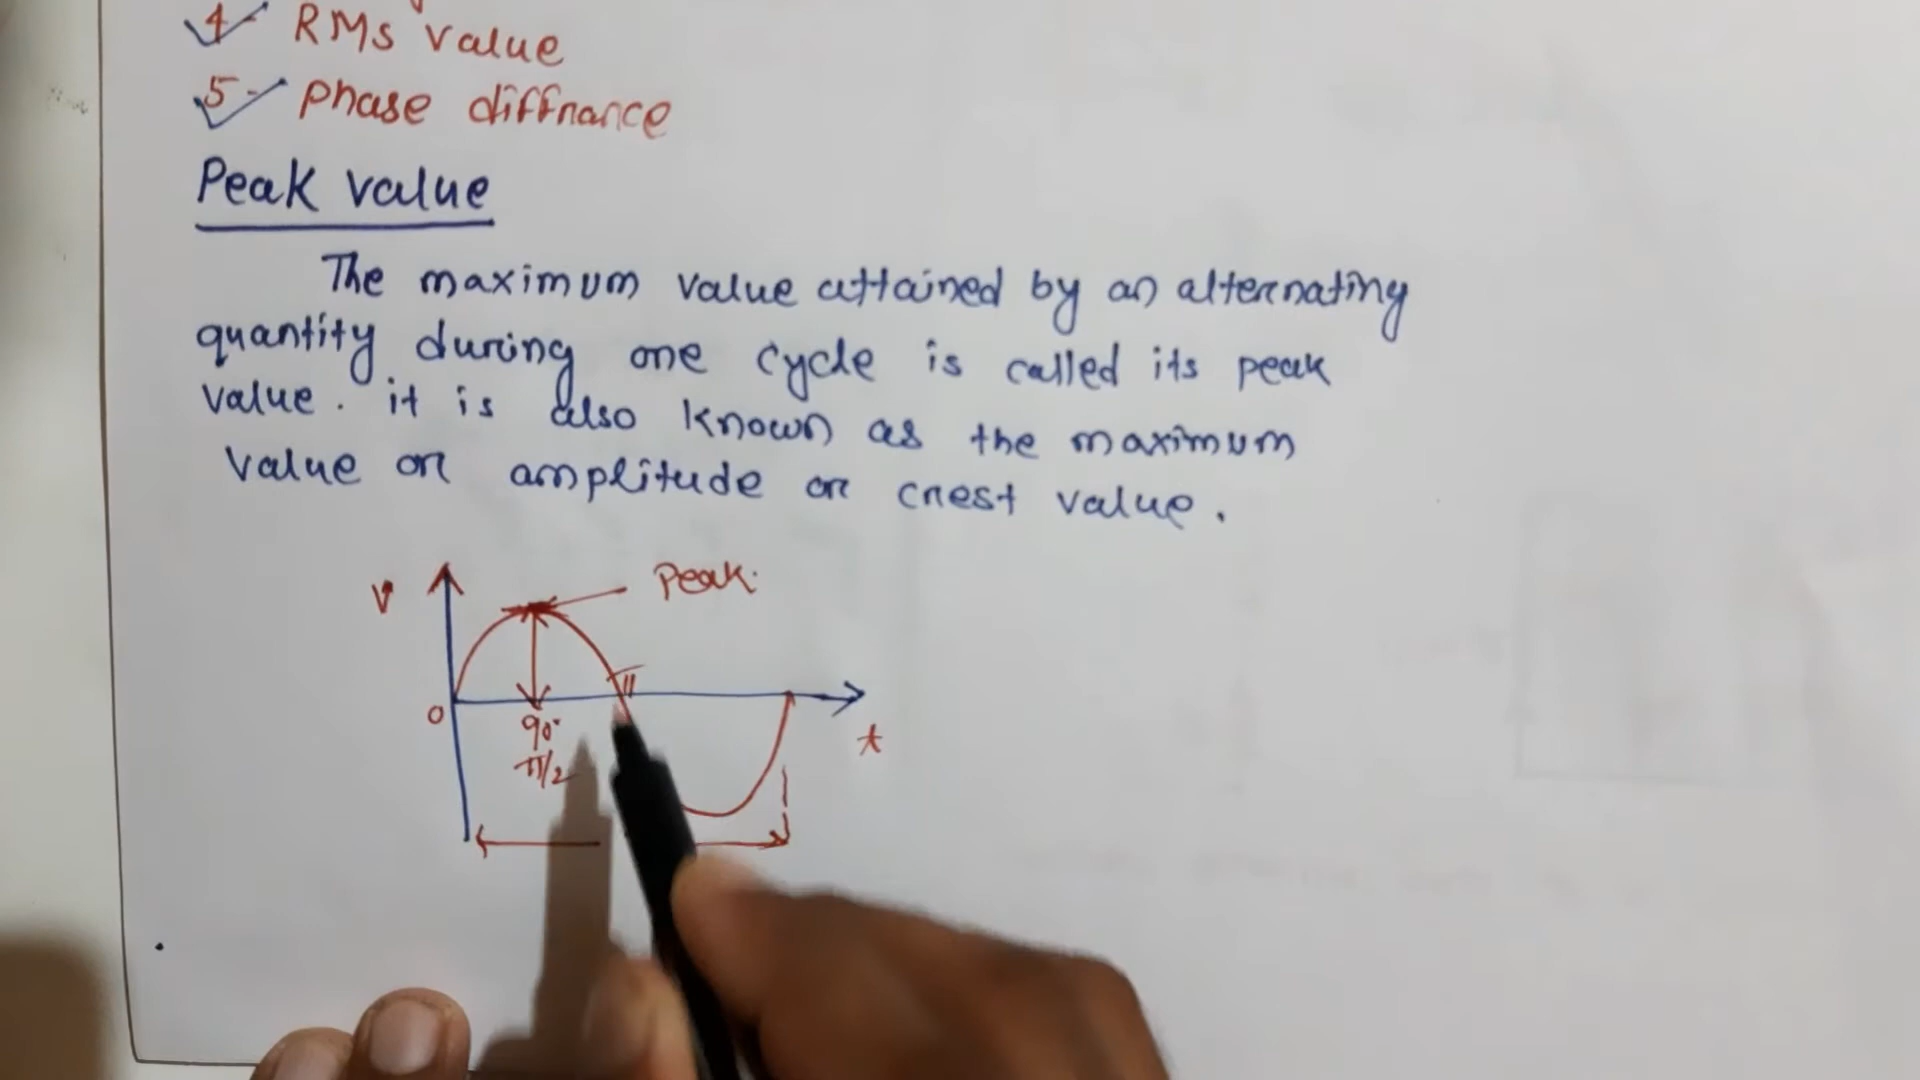 4- RMS value
5- phase diffrance
Peak value
The maximum value attained by an alternating
quantity during one cycle is called its peak
value. it is also known as the maximum
value or amplitude or crest value.
V
Peak.
π
0
90°
π/2
t